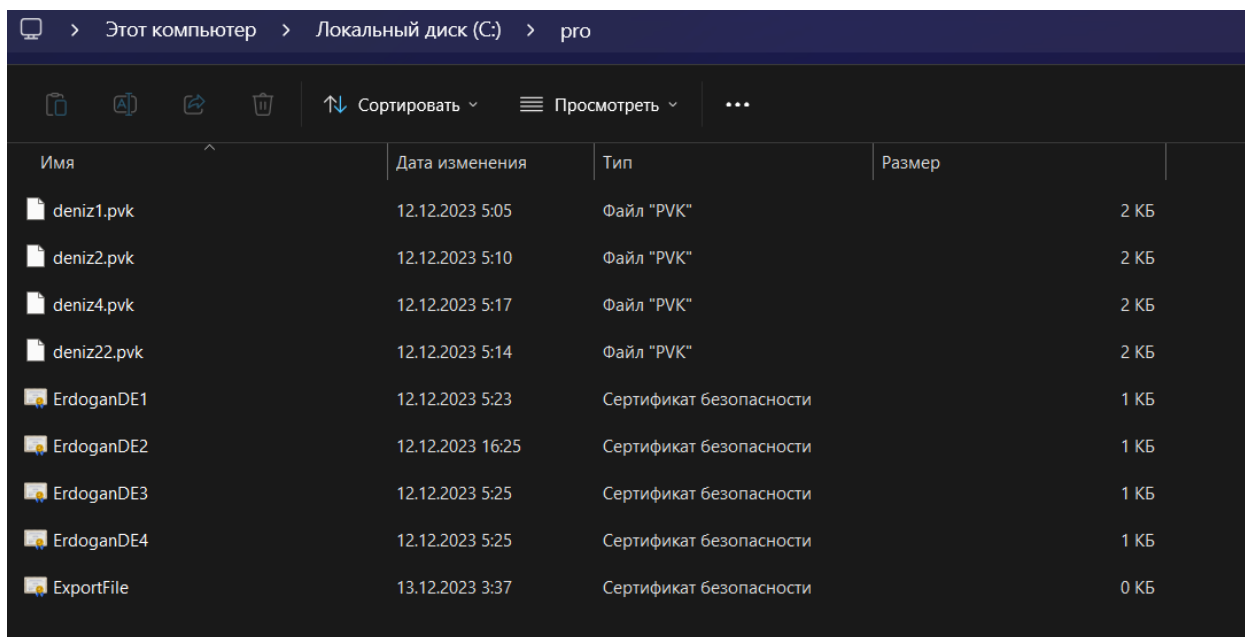 > Этот компьютер > Локальный диск (C:) > pro
Сортировать Просмотреть •••
Имя Дата изменения Тип Размер
deniz1.pvk 12.12.2023 5:05 Файл "PVK" 2 КБ
deniz2.pvk 12.12.2023 5:10 Файл "PVK" 2 КБ
deniz4.pvk 12.12.2023 5:17 Файл "PVK" 2 КБ
deniz22.pvk 12.12.2023 5:14 Файл "PVK" 2 КБ
ErdoganDE1 12.12.2023 5:23 Сертификат безопасности 1 КБ
ErdoganDE2 12.12.2023 16:25 Сертификат безопасности 1 КБ
ErdoganDE3 12.12.2023 5:25 Сертификат безопасности 1 КБ
ErdoganDE4 12.12.2023 5:25 Сертификат безопасности 1 КБ
ExportFile 13.12.2023 3:37 Сертификат безопасности 0 КБ